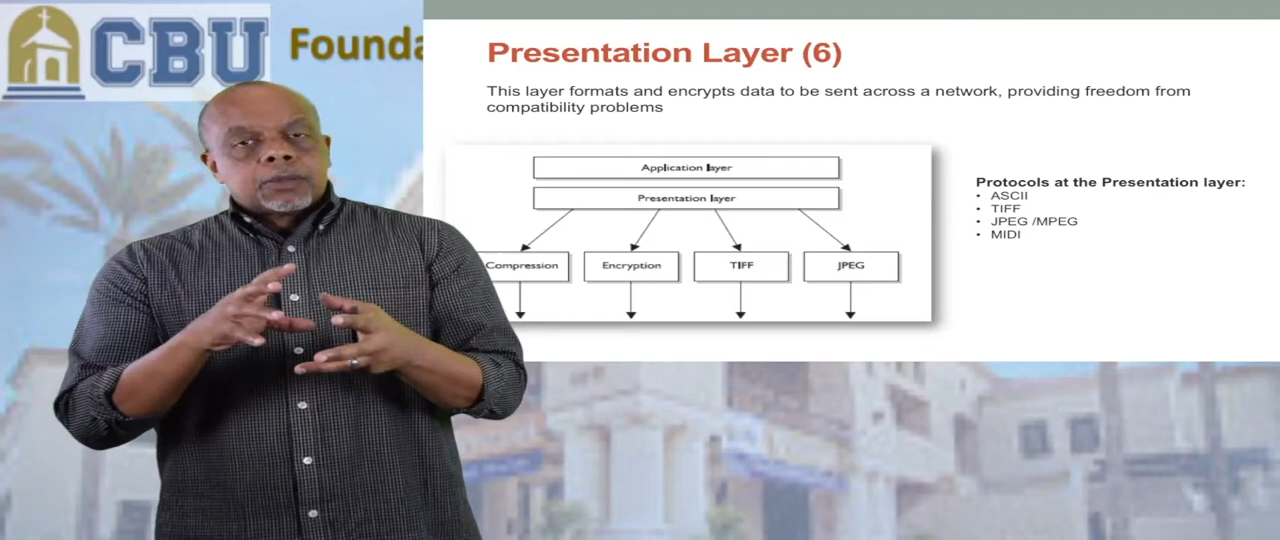 CBU
Founda
Presentation Layer (6)
This layer formats and encrypts data to be sent across a network, providing freedom from
compatibility problems
Application layer
Presentation layer
Compression
Encryption
TIFF
JPEG
Protocols at the Presentation layer:
• ASCII
• TIFF
• JPEG /MPEG
• MIDI